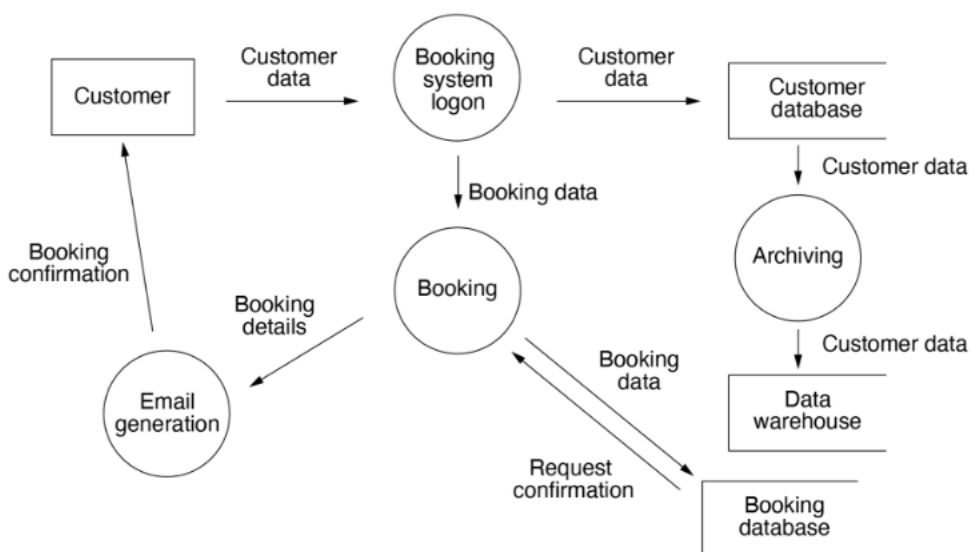 Customer
Customer
data
Booking
system
logon
Customer
data
Customer
database
Customer data
Booking data
Archiving
Booking
confirmation
Booking
Booking
details
Customer data
Booking
data
Email
generation
Data
warehouse
Request
confirmation
Booking
database